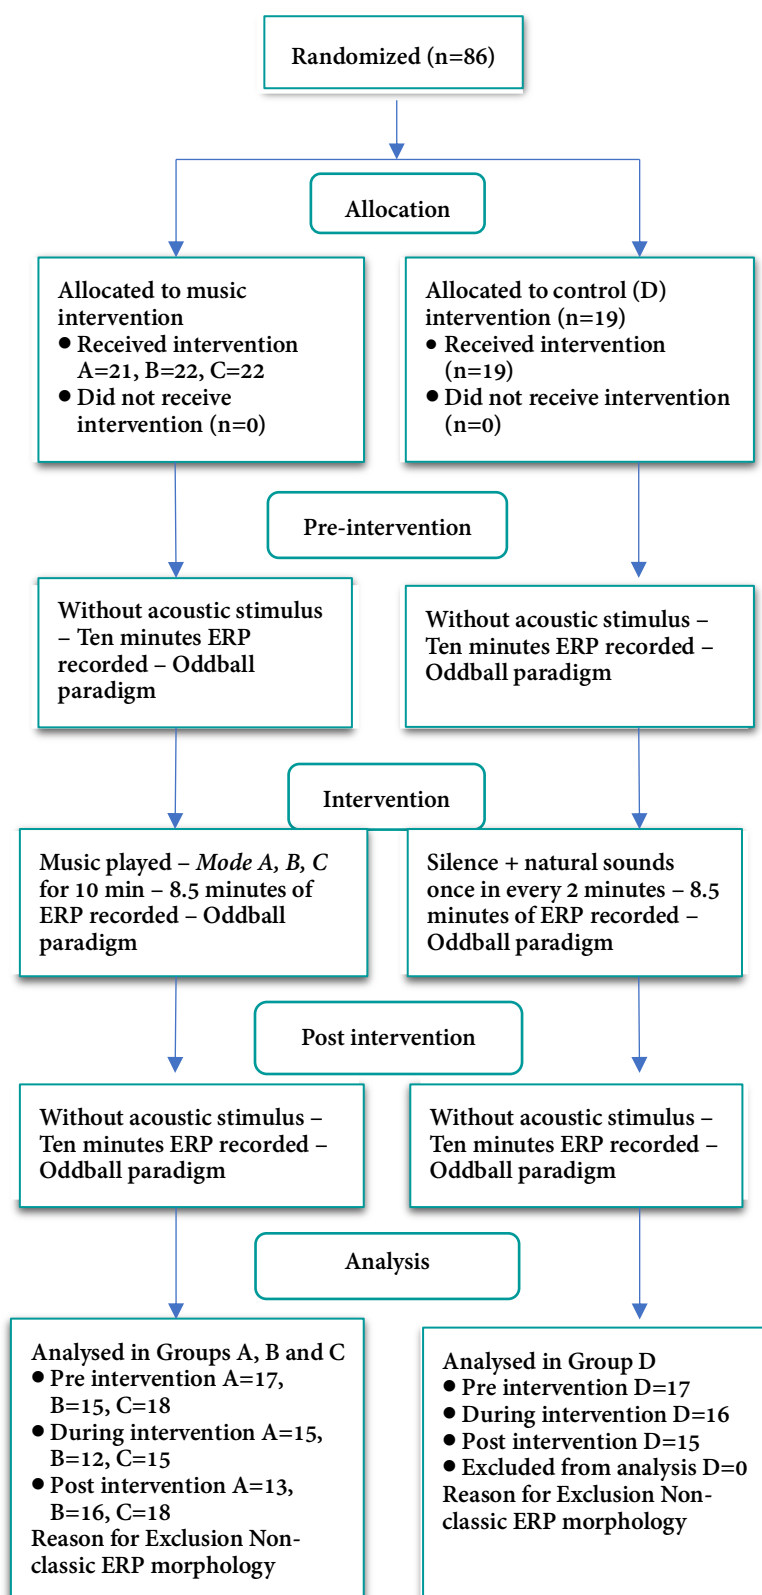 Randomized (n=86)
Allocation
Allocated to music
intervention
● Received intervention
A=21, B=22, C=22
● Did not receive
intervention (n=0)
Allocated to control (D)
intervention (n=19)
● Received intervention
(n=19)
● Did not receive intervention
(n=0)
Pre-intervention
Without acoustic stimulus
– Ten minutes ERP
recorded – Oddball
paradigm
Without acoustic stimulus –
Ten minutes ERP recorded –
Oddball paradigm
Intervention
Music played – Mode A, B, C
for 10 min – 8.5 minutes of
ERP recorded – Oddball
paradigm
Silence + natural sounds
once in every 2 minutes – 8.5
minutes of ERP recorded –
Oddball paradigm
Post intervention
Without acoustic stimulus –
Ten minutes ERP recorded –
Oddball paradigm
Without acoustic stimulus –
Ten minutes ERP recorded –
Oddball paradigm
Analysis
Analysed in Groups A, B and C
● Pre intervention A=17,
B=15, C=18
● During intervention A=15,
B=12, C=15
● Post intervention A=13,
B=16, C=18
Reason for Exclusion Non-
classic ERP morphology
Analysed in Group D
● Pre intervention D=17
● During intervention D=16
● Post intervention D=15
● Excluded from analysis D=0
Reason for Exclusion Non-
classic ERP morphology